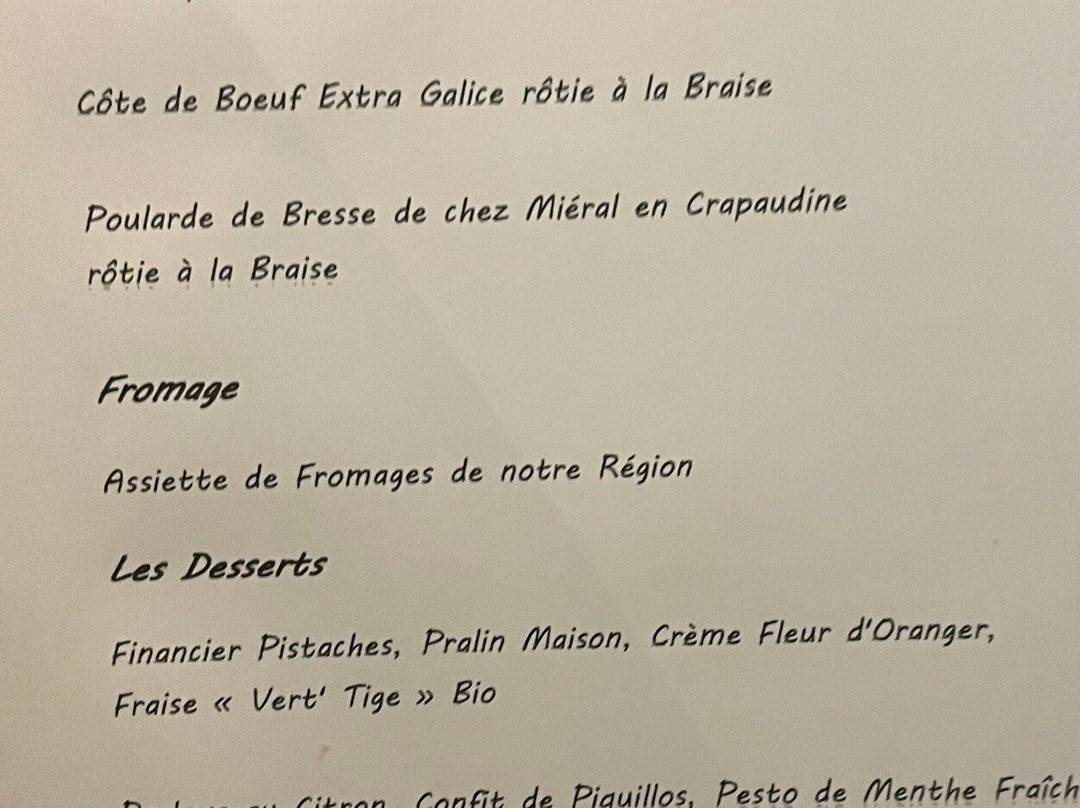 Côte de Boeuf Extra Galice rôtie à la Braise
Poularde de Bresse de chez Miéral en Crapaudine
rôtie à la Braise
Fromage
Assiette de Fromages de notre Région
Les Desserts
Financier Pistaches, Pralin Maison, Crème Fleur d'Oranger,
Fraise « Vert' Tige » Bio
Citron, Confit de Piquillos, Pesto de Menthe Fraîch